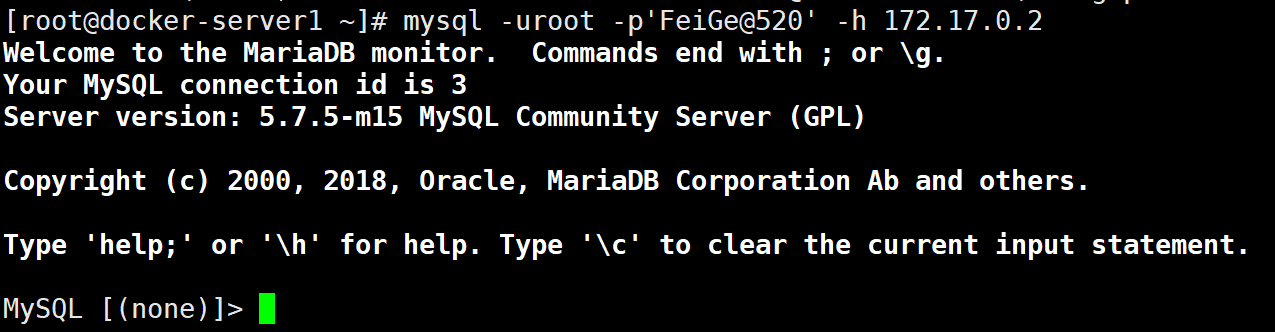 [root@docker-server1 ~]# mysql -uroot -p'FeiGe@520' -h 172.17.0.2
Welcome to the MariaDB monitor.  Commands end with ; or \g.
Your MySQL connection id is 3
Server version: 5.7.5-m15 MySQL Community Server (GPL)
Copyright (c) 2000, 2018, Oracle, MariaDB Corporation Ab and others.
Type 'help;' or '\h' for help. Type '\c' to clear the current input statement.
MySQL [(none)]>